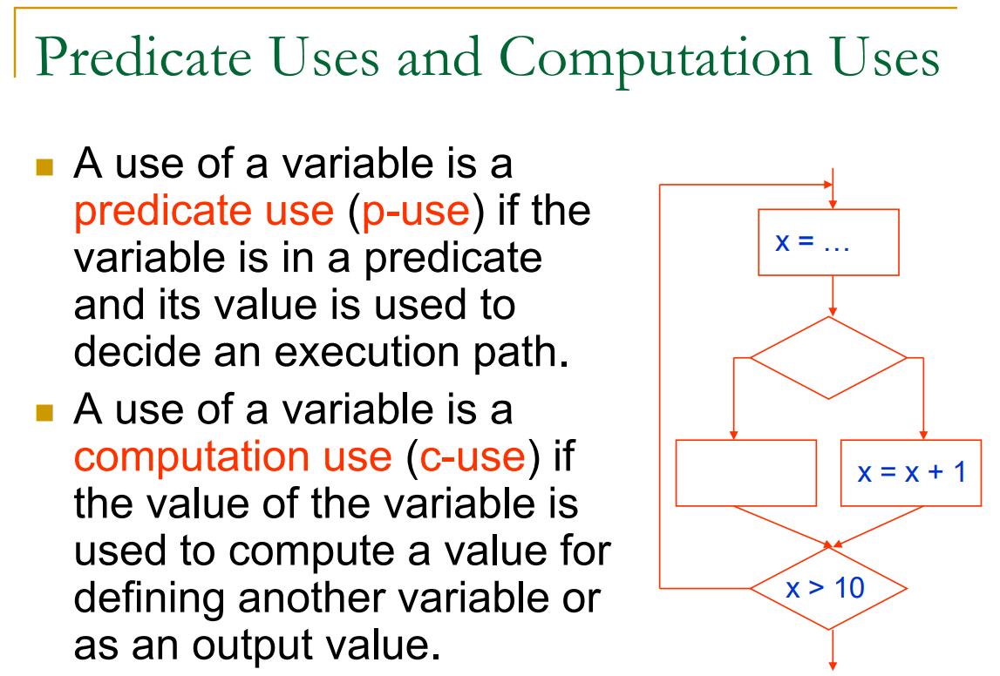 Predicate Uses and Computation Uses
A use of a variable is a
predicate use (p-use) if the
variable is in a predicate
and its value is used to
decide an execution path.
A use of a variable is a
computation use (c-use) if
the value of the variable is
used to compute a value for
defining another variable or
as an output value.
x = …
x = x + 1
x > 10